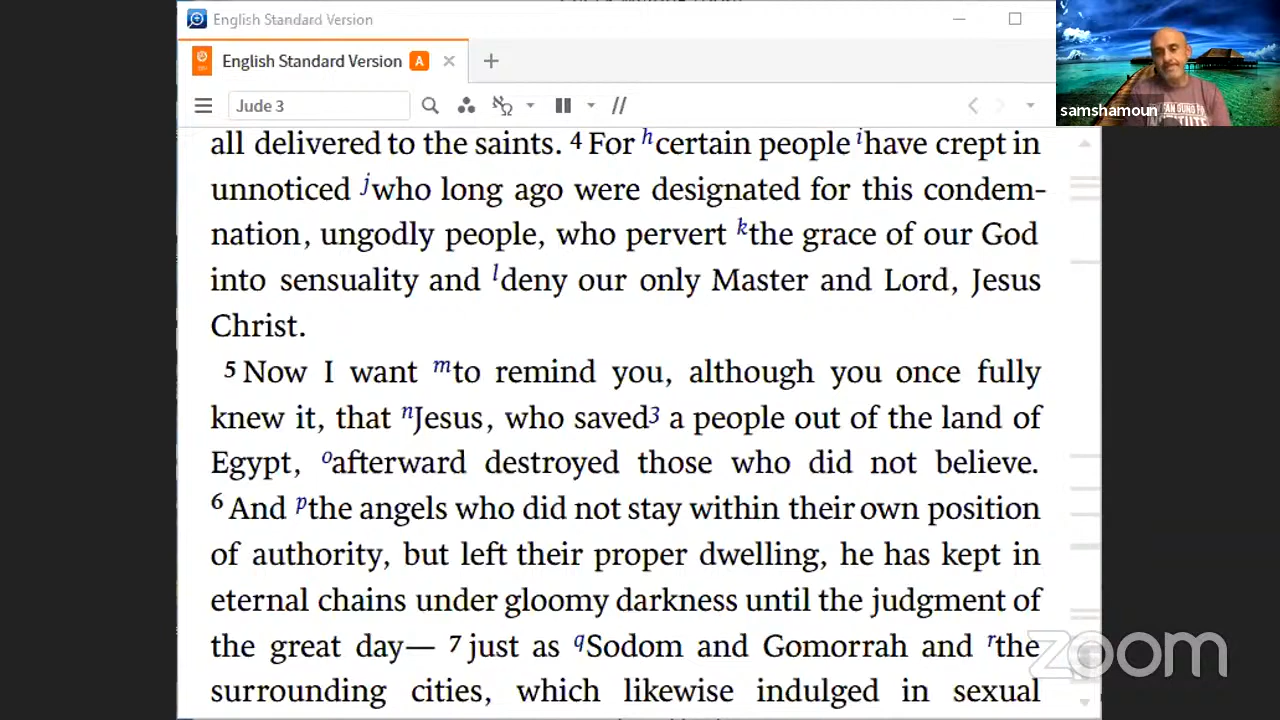 English Standard Version
English Standard Version A
Jude 3
samshamoun
all delivered to the saints. 4 For h certain people i have crept in
unnoticed j who long ago were designated for this condem-
nation, ungodly people, who pervert k the grace of our God
into sensuality and l deny our only Master and Lord, Jesus
Christ.
5 Now I want m to remind you, although you once fully
knew it, that n Jesus, who saved3 a people out of the land of
Egypt, o afterward destroyed those who did not believe.
6 And p the angels who did not stay within their own position
of authority, but left their proper dwelling, he has kept in
eternal chains under gloomy darkness until the judgment of
the great day— 7 just as q Sodom and Gomorrah and r the
surrounding cities, which likewise indulged in sexual
zoom